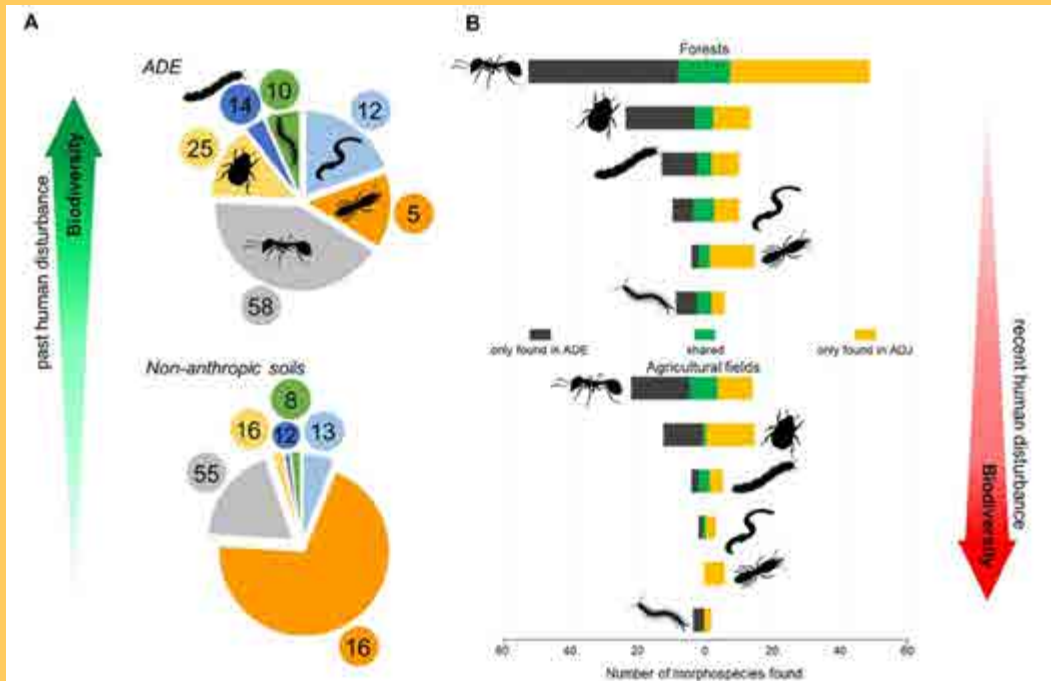 A
ADE
10
14
12
25
5
58
Biodiversity
past human disturbance
Non-anthropic soils
8
16
12
13
55
16
B
Forests
only found in ADE
shared
only found in ADJ
Agricultural fields
60
40
20
0
20
40
60
Number of morphospecies found
recent human disturbance
Biodiversity